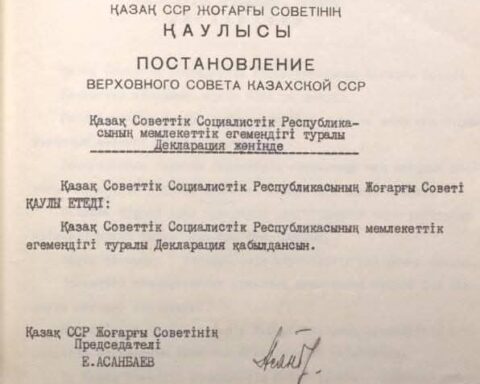 ҚАЗАҚ ССР ЖОҒАРҒЫ СОВЕТІНІҢ
ҚАУЛЫСЫ
ПОСТАНОВЛЕНИЕ
ВЕРХОВНОГО СОВЕТА КАЗАХСКОЙ ССР
Қазақ Советтік Социалистік Республика-
сының мемлекеттік егемендігі туралы
Декларация жөнінде
Қазақ Советтік Социалистік Республикасының Жоғарғы Советі
ҚАУЛЫ ЕТЕДІ:
Қазақ Советтік Социалистік Республикасының мемлекеттік
егемендігі туралы Декларация қабылдансын.
Қазақ ССР Жоғарғы Советінің
Председателі
Е.АСАНБАЕВ